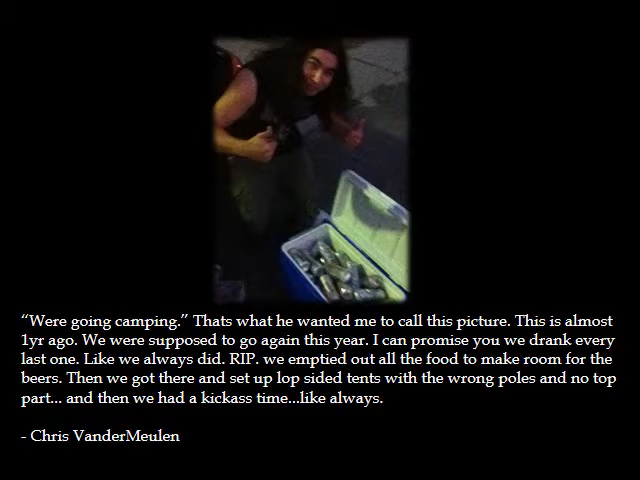 “Were going camping.” Thats what he wanted me to call this picture. This is almost
1yr ago. We were supposed to go again this year. I can promise you we drank every
last one. Like we always did. RIP. we emptied out all the food to make room for the
beers. Then we got there and set up lop sided tents with the wrong poles and no top
part... and then we had a kickass time...like always.
- Chris VanderMeulen